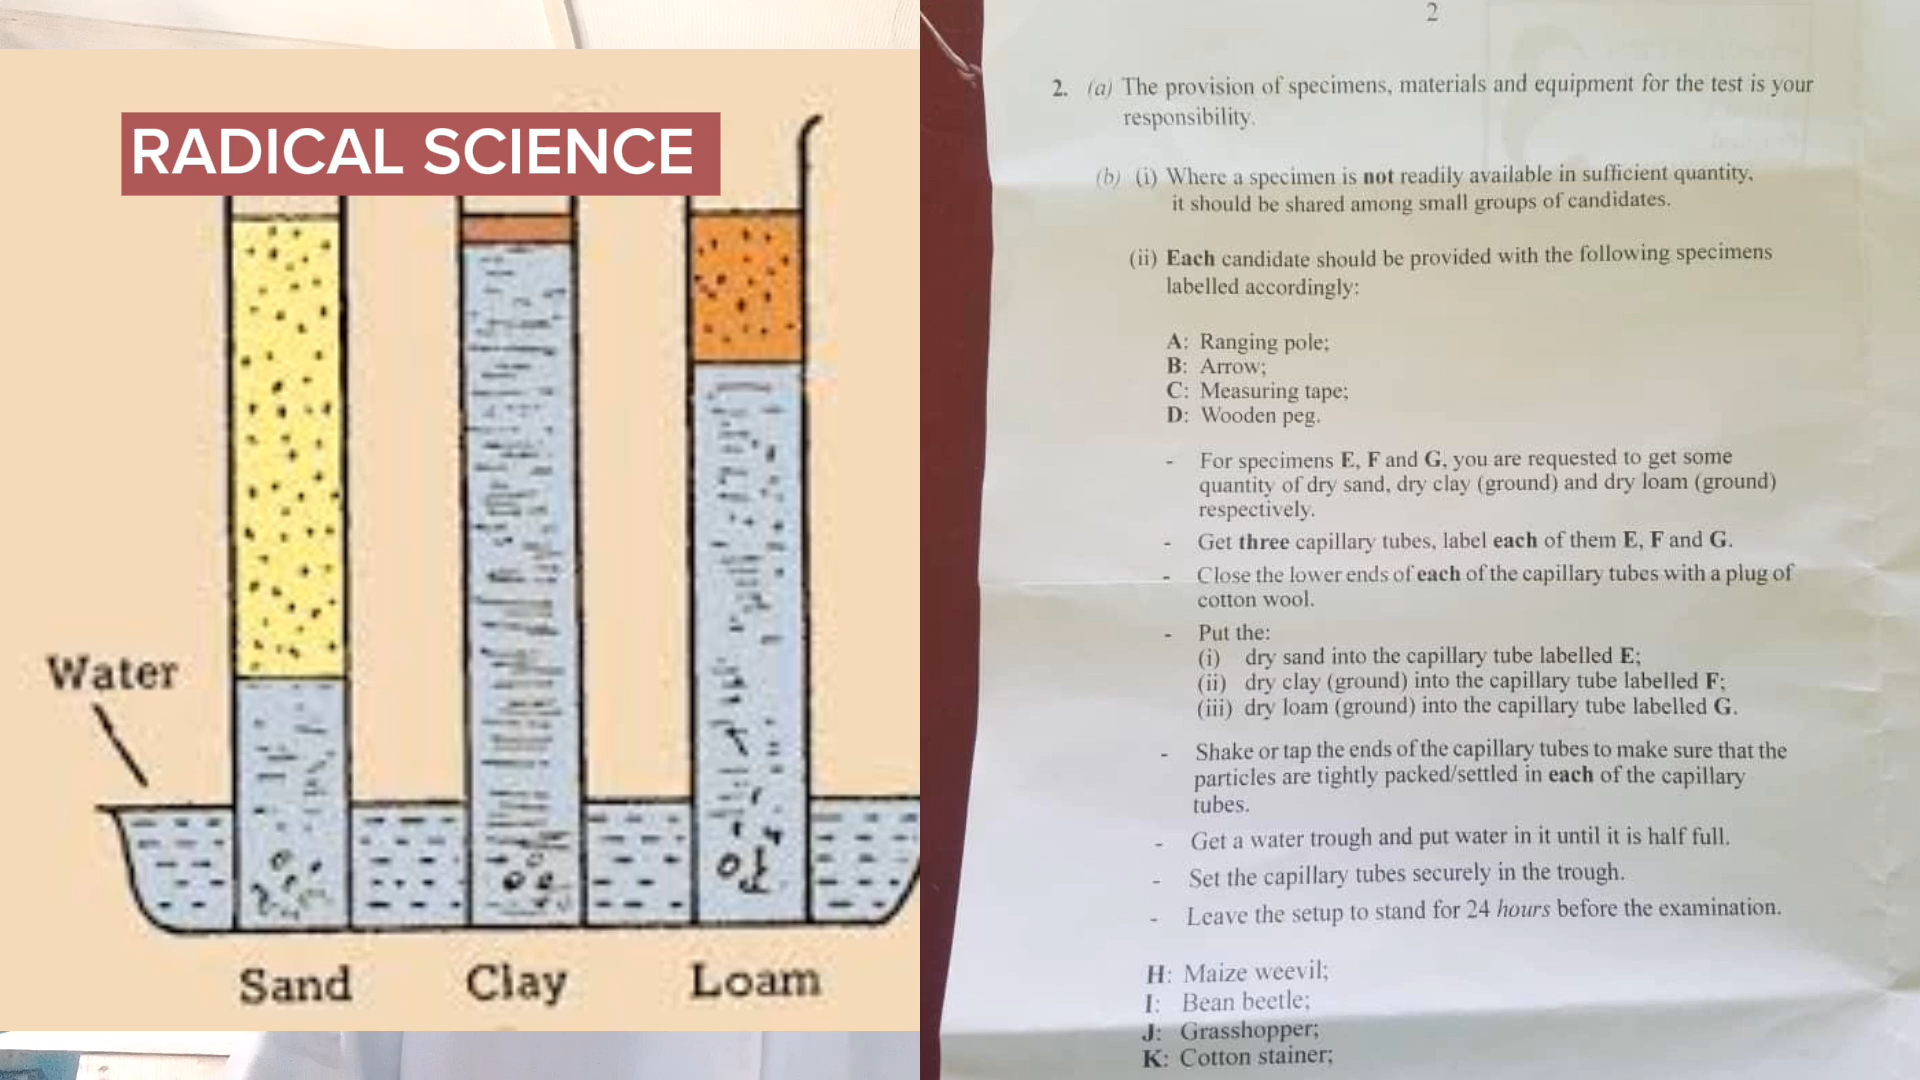 RADICAL SCIENCE
Water
Sand
Clay
Loam
2
2. (a) The provision of specimens, materials and equipment for the test is your
responsibility.
(b) (i) Where a specimen is not readily available in sufficient quantity,
it should be shared among small groups of candidates.
(ii) Each candidate should be provided with the following specimens
labelled accordingly:
A: Ranging pole;
B: Arrow;
C: Measuring tape;
D: Wooden peg.
- For specimens E, F and G, you are requested to get some
quantity of dry sand, dry clay (ground) and dry loam (ground)
respectively.
- Get three capillary tubes, label each of them E, F and G.
- Close the lower ends of each of the capillary tubes with a plug of
cotton wool.
- Put the:
(i) dry sand into the capillary tube labelled E;
(ii) dry clay (ground) into the capillary tube labelled F;
(iii) dry loam (ground) into the capillary tube labelled G.
- Shake or tap the ends of the capillary tubes to make sure that the
particles are tightly packed/settled in each of the capillary
tubes.
- Get a water trough and put water in it until it is half full.
- Set the capillary tubes securely in the trough.
- Leave the setup to stand for 24 hours before the examination.
H: Maize weevil;
I: Bean beetle;
J: Grasshopper;
K: Cotton stainer;